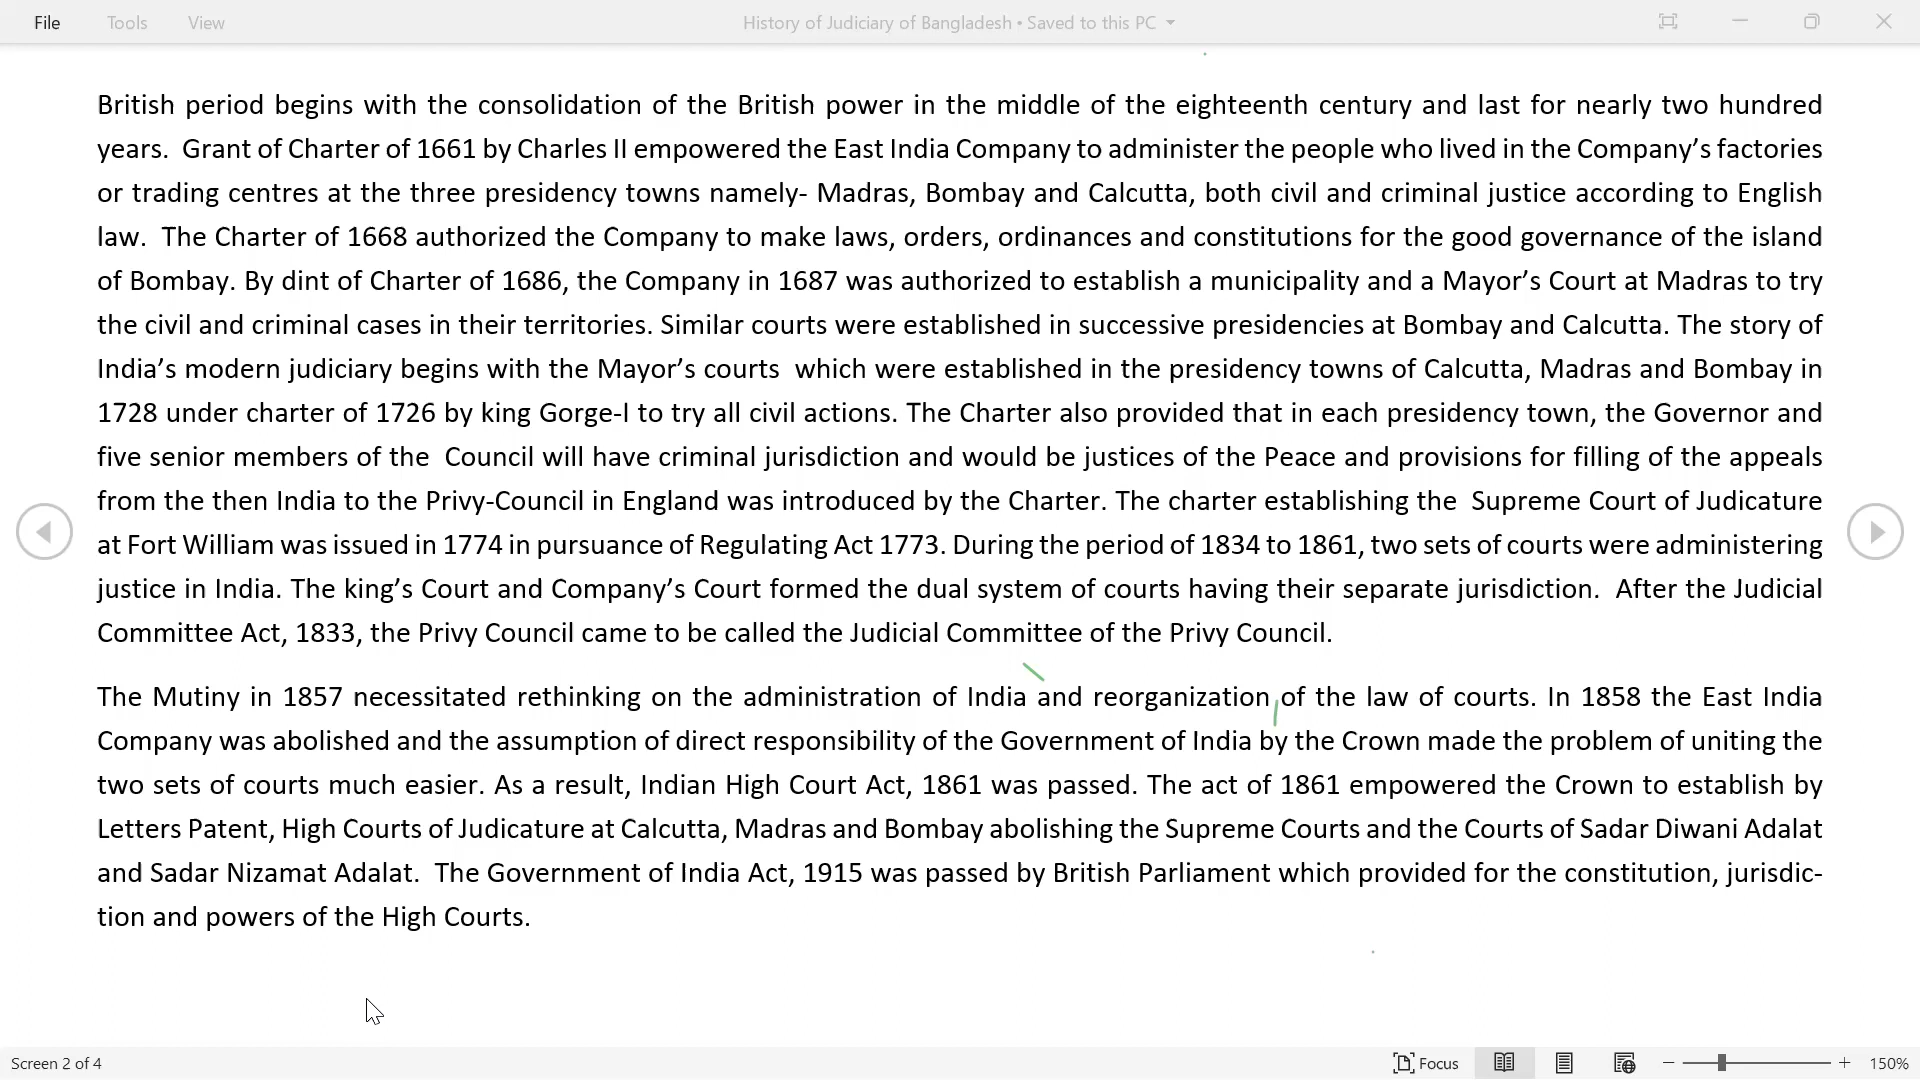 File Tools View History of Judiciary of Bangladesh • Saved to this PC
British period begins with the consolidation of the British power in the middle of the eighteenth century and last for nearly two hundred
years. Grant of Charter of 1661 by Charles II empowered the East India Company to administer the people who lived in the Company’s factories
or trading centres at the three presidency towns namely- Madras, Bombay and Calcutta, both civil and criminal justice according to English
law. The Charter of 1668 authorized the Company to make laws, orders, ordinances and constitutions for the good governance of the island
of Bombay. By dint of Charter of 1686, the Company in 1687 was authorized to establish a municipality and a Mayor’s Court at Madras to try
the civil and criminal cases in their territories. Similar courts were established in successive presidencies at Bombay and Calcutta. The story of
India’s modern judiciary begins with the Mayor’s courts which were established in the presidency towns of Calcutta, Madras and Bombay in
1728 under charter of 1726 by king Gorge-I to try all civil actions. The Charter also provided that in each presidency town, the Governor and
five senior members of the Council will have criminal jurisdiction and would be justices of the Peace and provisions for filling of the appeals
from the then India to the Privy-Council in England was introduced by the Charter. The charter establishing the Supreme Court of Judicature
at Fort William was issued in 1774 in pursuance of Regulating Act 1773. During the period of 1834 to 1861, two sets of courts were administering
justice in India. The king’s Court and Company’s Court formed the dual system of courts having their separate jurisdiction. After the Judicial
Committee Act, 1833, the Privy Council came to be called the Judicial Committee of the Privy Council.
The Mutiny in 1857 necessitated rethinking on the administration of India and reorganization of the law of courts. In 1858 the East India
Company was abolished and the assumption of direct responsibility of the Government of India by the Crown made the problem of uniting the
two sets of courts much easier. As a result, Indian High Court Act, 1861 was passed. The act of 1861 empowered the Crown to establish by
Letters Patent, High Courts of Judicature at Calcutta, Madras and Bombay abolishing the Supreme Courts and the Courts of Sadar Diwani Adalat
and Sadar Nizamat Adalat. The Government of India Act, 1915 was passed by British Parliament which provided for the constitution, jurisdic-
tion and powers of the High Courts.
Screen 2 of 4 Focus 150%